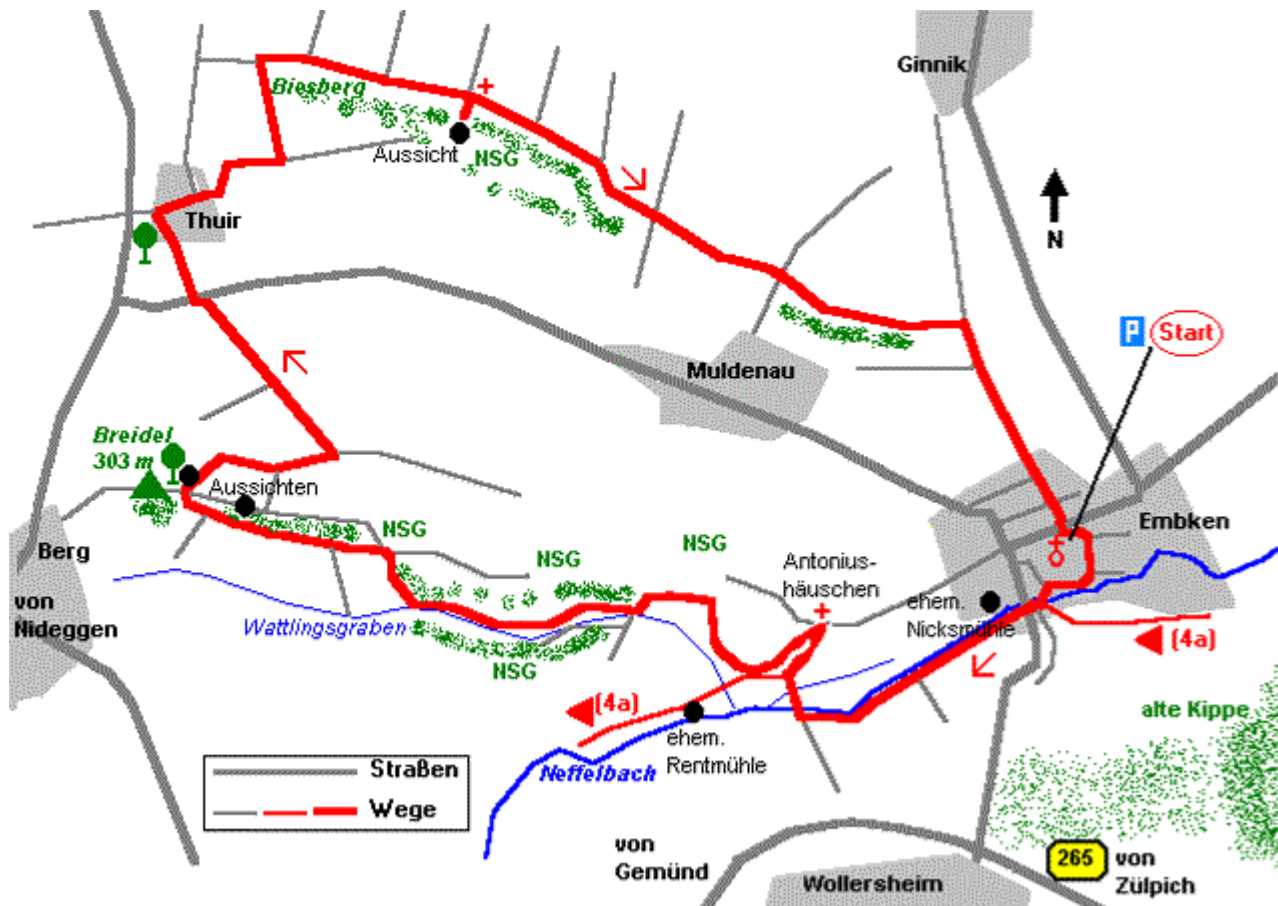 Ginnik
Biesberg
Aussicht
NSG
Thuir
N
P
Start
Muldenau
Breidel
303 m
Aussichten
Embken
NSG
NSG
NSG
Berg
Antonius-
häuschen
ehem.
Nicksmühle
von
Nideggen
Wattlingsgraben
(4a)
NSG
(4a)
alte Kippe
ehem.
Rentmühle
Neffelbach
Straßen
Wege
von
Gemünd
265
von
Zülpich
Wollersheim